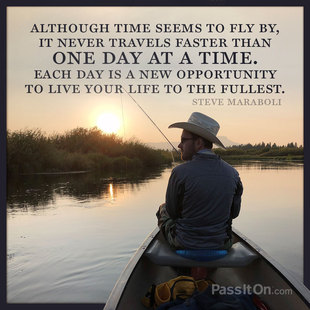 ALTHOUGH TIME SEEMS TO FLY BY,
IT NEVER TRAVELS FASTER THAN
ONE DAY AT A TIME.
EACH DAY IS A NEW OPPORTUNITY
TO LIVE YOUR LIFE TO THE FULLEST.
STEVE MARABOLI
PassItOn.com